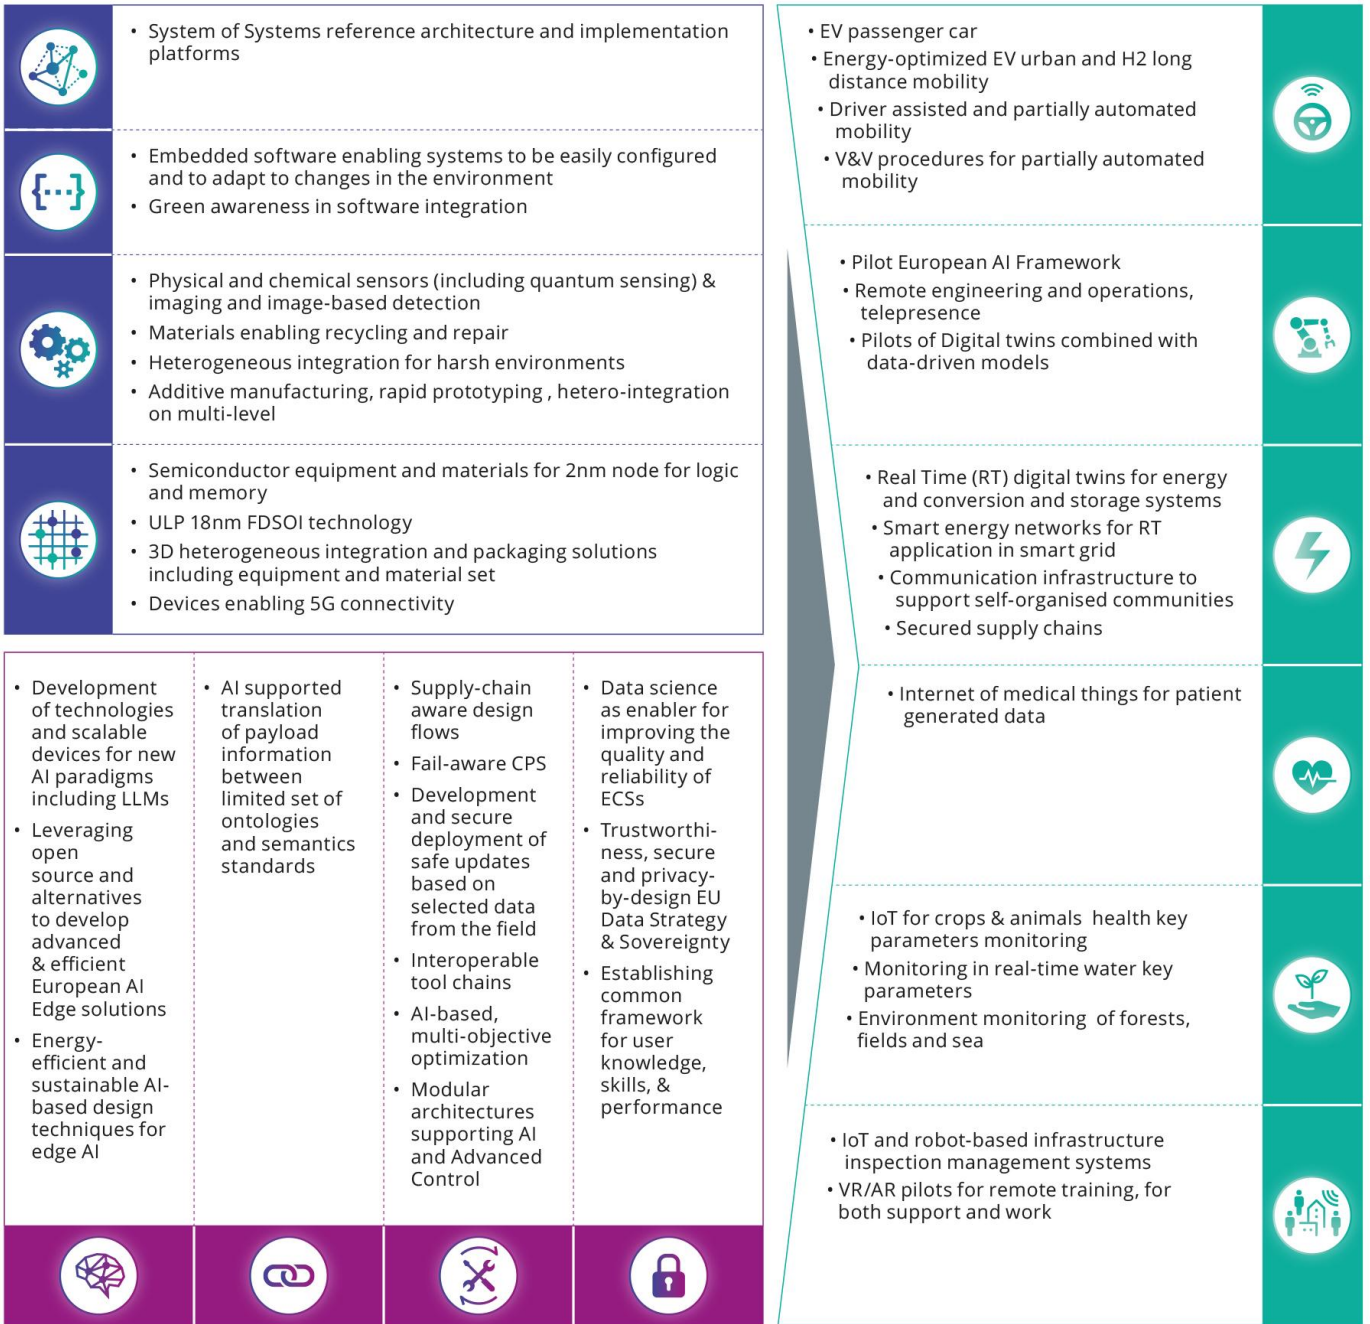 • System of Systems reference architecture and implementation
platforms
• Embedded software enabling systems to be easily configured
and to adapt to changes in the environment
• Green awareness in software integration
• Physical and chemical sensors (including quantum sensing) &
imaging and image-based detection
• Materials enabling recycling and repair
• Heterogeneous integration for harsh environments
• Additive manufacturing, rapid prototyping , hetero-integration
on multi-level
• Semiconductor equipment and materials for 2nm node for logic
and memory
• ULP 18nm FDSOI technology
• 3D heterogeneous integration and packaging solutions
including equipment and material set
• Devices enabling 5G connectivity
• Development
of technologies
and scalable
devices for new
AI paradigms
including LLMs
• Leveraging
open
source and
alternatives
to develop
advanced
& efficient
European AI
Edge solutions
• Energy-
efficient and
sustainable AI-
based design
techniques for
edge AI
• AI supported
translation
of payload
information
between
limited set of
ontologies
and semantics
standards
• Supply-chain
aware design
flows
• Fail-aware CPS
• Development
and secure
deployment of
safe updates
based on
selected data
from the field
• Interoperable
tool chains
• AI-based,
multi-objective
optimization
• Modular
architectures
supporting AI
and Advanced
Control
• Data science
as enabler for
improving the
quality and
reliability of
ECSs
• Trustworthi-
ness, secure
and privacy-
by-design EU
Data Strategy
& Sovereignty
• Establishing
common
framework
for user
knowledge,
skills, &
performance
• EV passenger car
• Energy-optimized EV urban and H2 long
distance mobility
• Driver assisted and partially automated
mobility
• V&V procedures for partially automated
mobility
• Pilot European AI Framework
• Remote engineering and operations,
telepresence
• Pilots of Digital twins combined with
data-driven models
• Real Time (RT) digital twins for energy
and conversion and storage systems
• Smart energy networks for RT
application in smart grid
• Communication infrastructure to
support self-organised communities
• Secured supply chains
• Internet of medical things for patient
generated data
• IoT for crops & animals health key
parameters monitoring
• Monitoring in real-time water key
parameters
• Environment monitoring of forests,
fields and sea
• IoT and robot-based infrastructure
inspection management systems
• VR/AR pilots for remote training, for
both support and work